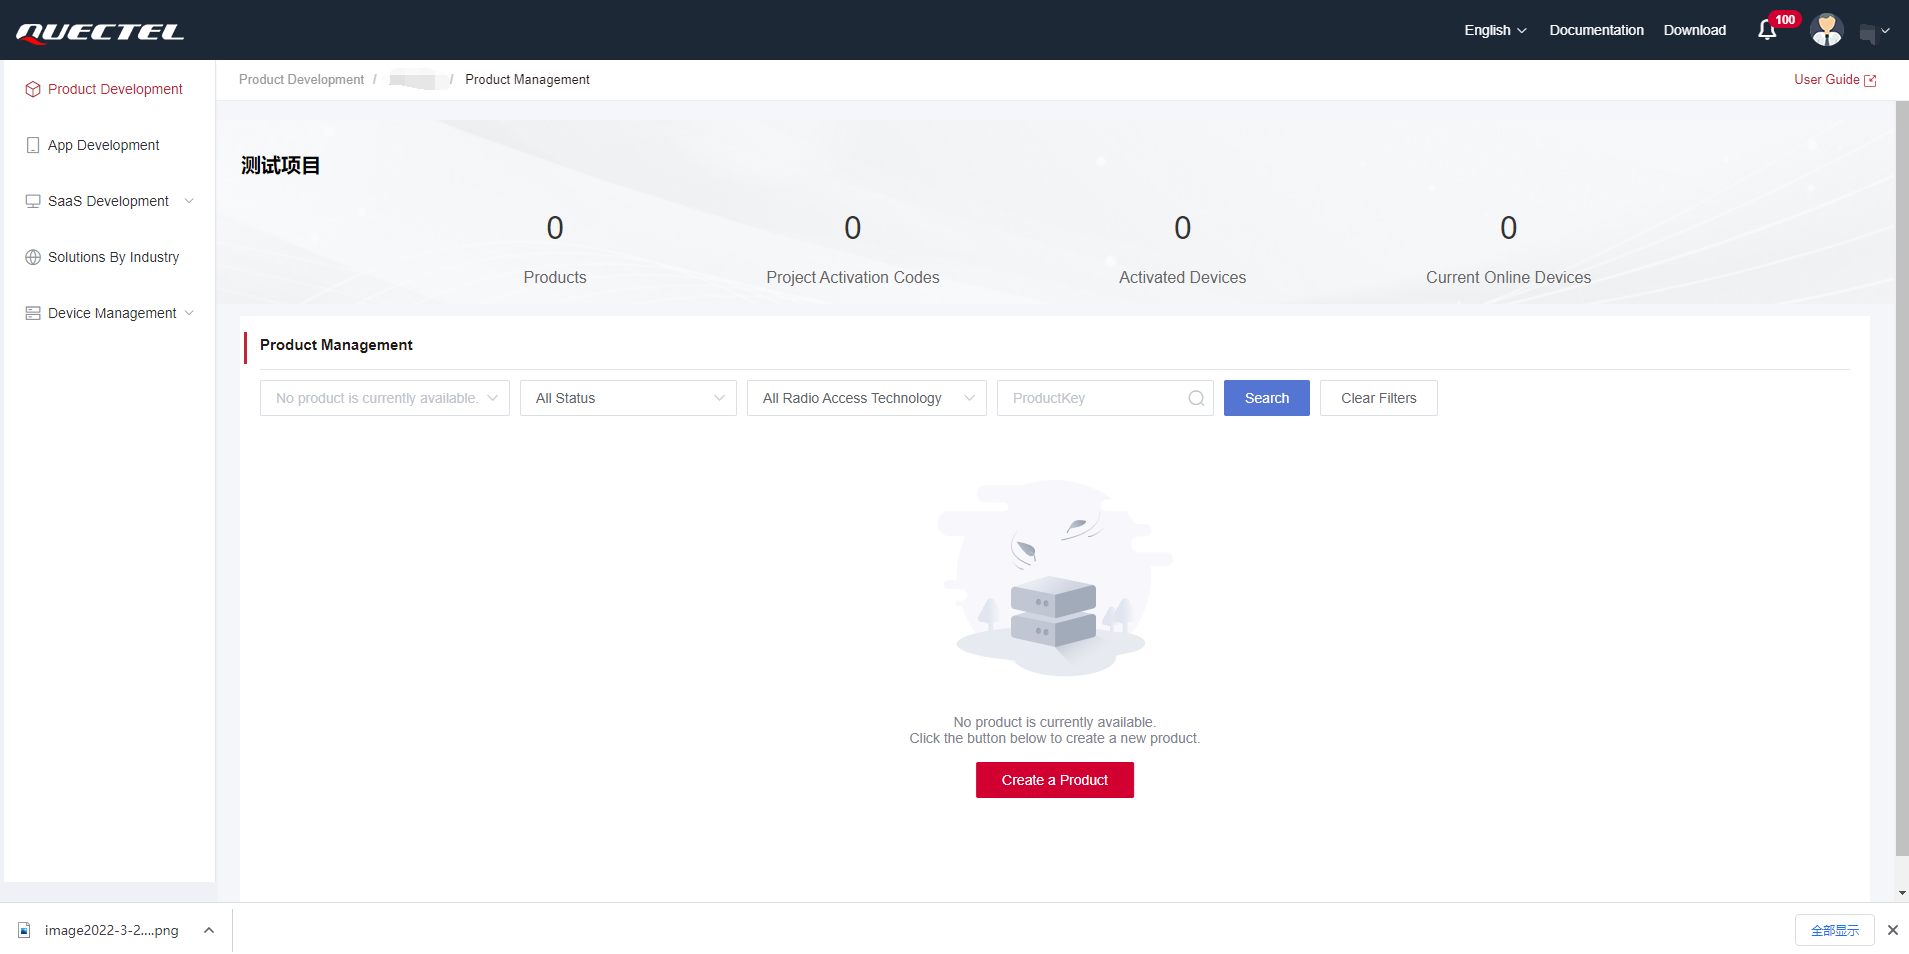 QUECTEL
English
Documentation
Download
100
Product Development
App Development
SaaS Development
Solutions By Industry
Device Management
Product Development /
/ Product Management
User Guide
测试项目
0
Products
0
Project Activation Codes
0
Activated Devices
0
Current Online Devices
Product Management
No product is currently available.
All Status
All Radio Access Technology
ProductKey
Search
Clear Filters
No product is currently available.
Click the button below to create a new product.
Create a Product
image2022-3-2....png
全部显示